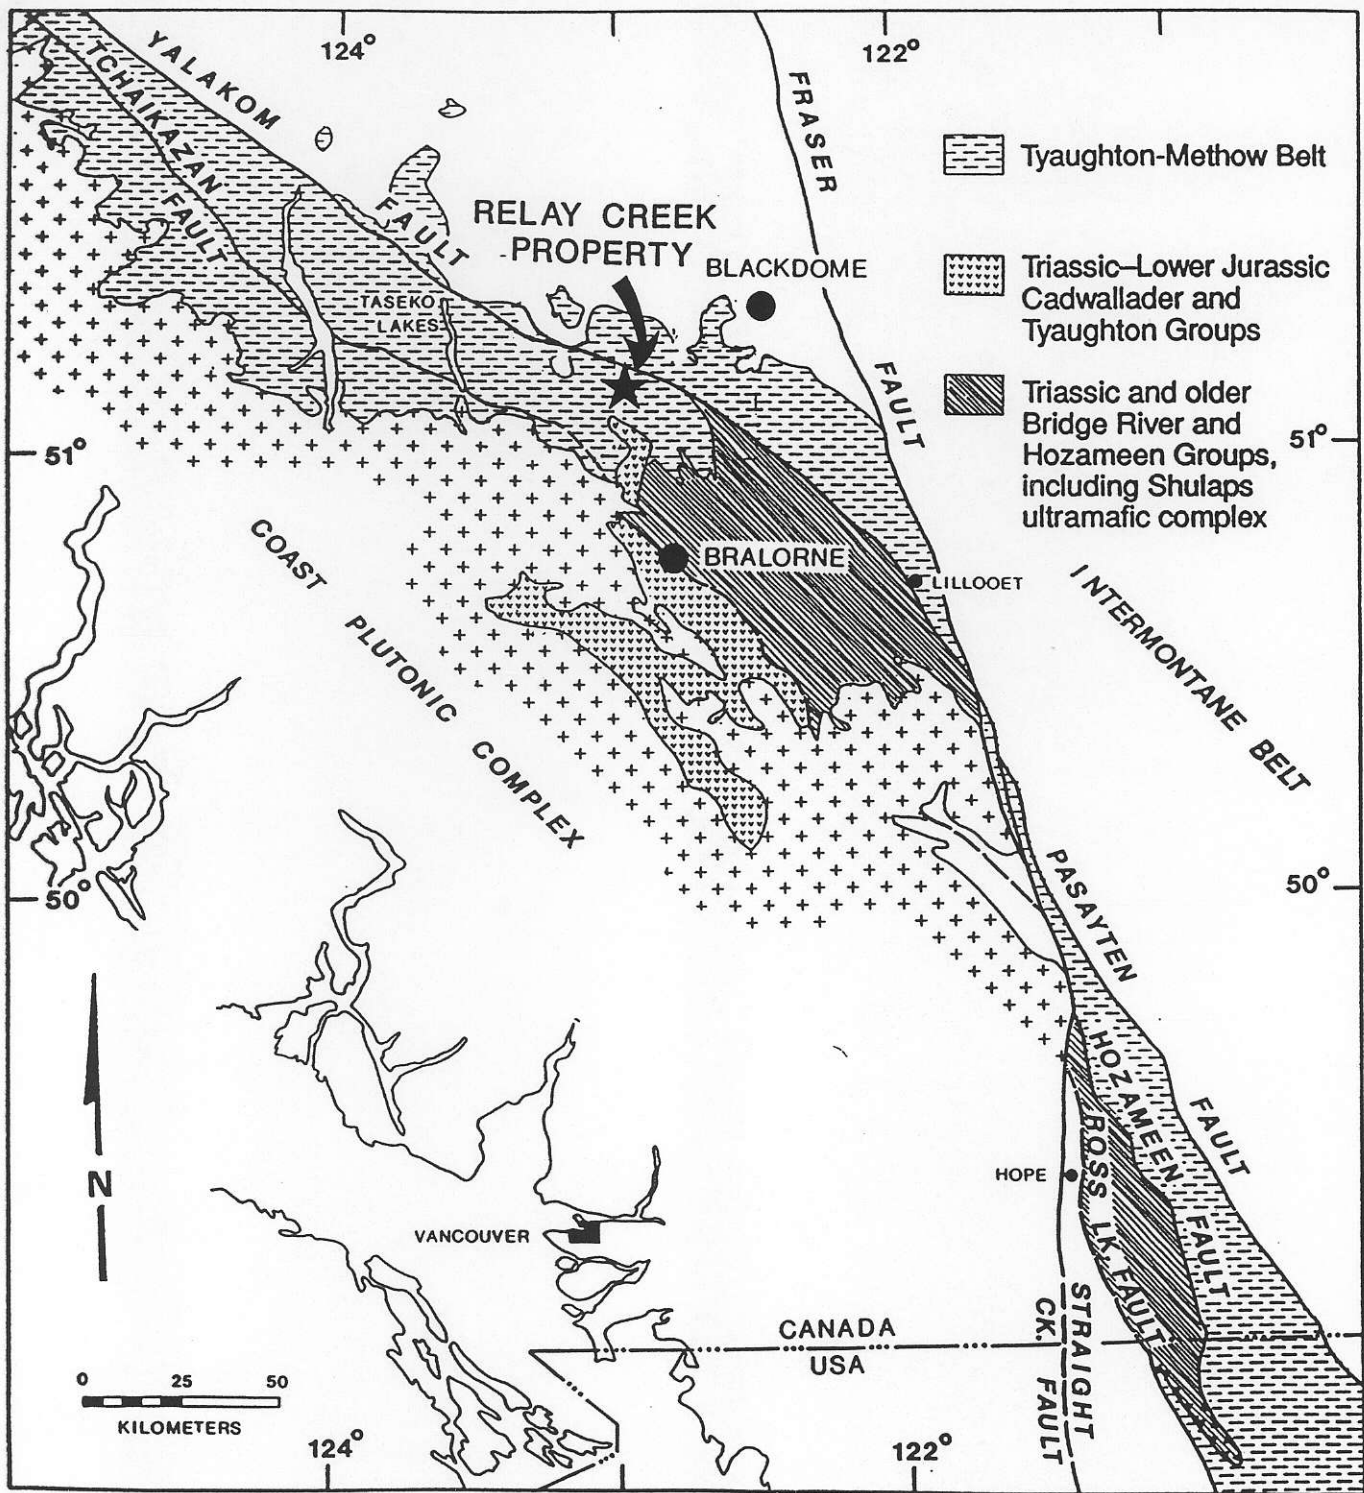 124°
122°
YALAKOM
FAULT
TCHAIKAZAN
FAULT
FRASER
FAULT
Tyaughton-Methow Belt
RELAY CREEK
PROPERTY
BLACKDOME
Triassic–Lower Jurassic
Cadwallader and
Tyaughton Groups
TASEKO
LAKES
Triassic and older
Bridge River and
Hozameen Groups,
including Shulaps
ultramafic complex
51°
51°
COAST PLUTONIC COMPLEX
BRALORNE
LILLOOET
INTERMONTANE BELT
50°
50°
PASAYTEN
FAULT
HOZAMEEN
FAULT
ROSS LK. FAULT
N
HOPE
VANCOUVER
STRAIGHT
CK. FAULT
CANADA
USA
0 25 50
KILOMETERS
124°
122°